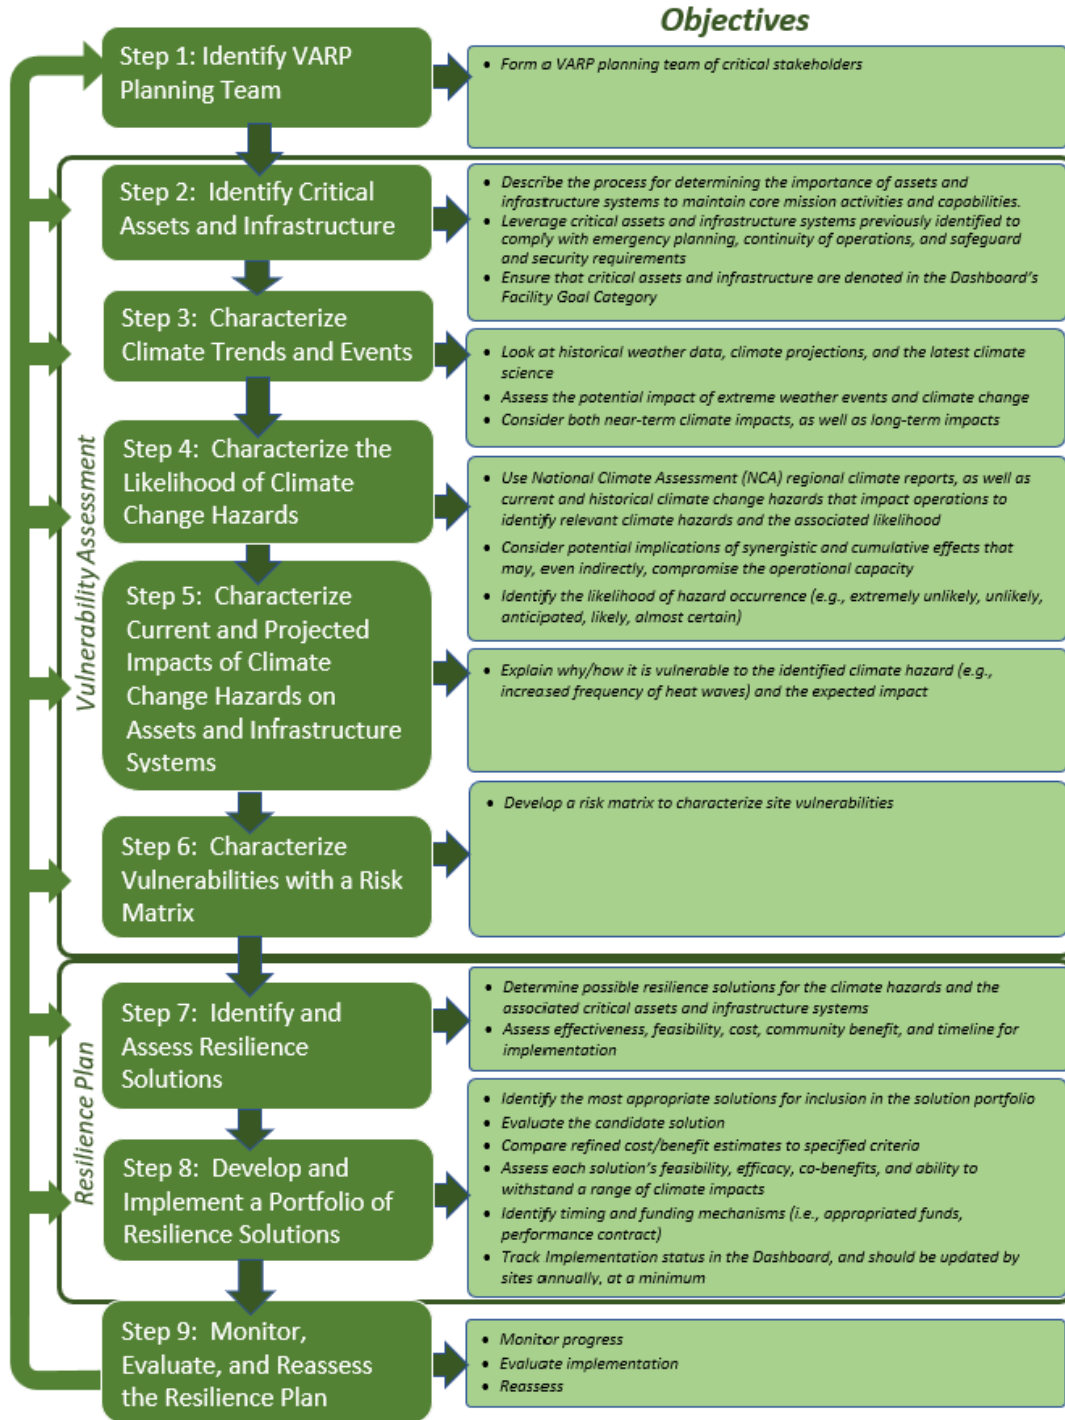 Objectives
Step 1: Identify VARP
Planning Team
• Form a VARP planning team of critical stakeholders
Vulnerability Assessment
Step 2:  Identify Critical
Assets and Infrastructure
• Describe the process for determining the importance of assets and
infrastructure systems to maintain core mission activities and capabilities.
• Leverage critical assets and infrastructure systems previously identified to
comply with emergency planning, continuity of operations, and safeguard
and security requirements
• Ensure that critical assets and infrastructure are denoted in the Dashboard's
Facility Goal Category
Step 3:  Characterize
Climate Trends and Events
• Look at historical weather data, climate projections, and the latest climate
science
• Assess the potential impact of extreme weather events and climate change
• Consider both near-term climate impacts, as well as long-term impacts
Step 4:  Characterize the
Likelihood of Climate
Change Hazards
• Use National Climate Assessment (NCA) regional climate reports, as well as
current and historical climate change hazards that impact operations to
identify relevant climate hazards and the associated likelihood
• Consider potential implications of synergistic and cumulative effects that
may, even indirectly, compromise the operational capacity
• Identify the likelihood of hazard occurrence (e.g., extremely unlikely, unlikely,
anticipated, likely, almost certain)
Step 5:  Characterize
Current and Projected
Impacts of Climate
Change Hazards on
Assets and Infrastructure
Systems
• Explain why/how it is vulnerable to the identified climate hazard (e.g.,
increased frequency of heat waves) and the expected impact
Step 6:  Characterize
Vulnerabilities with a Risk
Matrix
• Develop a risk matrix to characterize site vulnerabilities
Resilience Plan
Step 7:  Identify and
Assess Resilience
Solutions
• Determine possible resilience solutions for the climate hazards and the
associated critical assets and infrastructure systems
• Assess effectiveness, feasibility, cost, community benefit, and timeline for
implementation
Step 8:  Develop and
Implement a Portfolio of
Resilience Solutions
• Identify the most appropriate solutions for inclusion in the solution portfolio
• Evaluate the candidate solution
• Compare refined cost/benefit estimates to specified criteria
• Assess each solution's feasibility, efficacy, co-benefits, and ability to
withstand a range of climate impacts
• Identify timing and funding mechanisms (i.e., appropriated funds,
performance contract)
• Track Implementation status in the Dashboard, and should be updated by
sites annually, at a minimum
Step 9:  Monitor,
Evaluate, and Reassess
the Resilience Plan
• Monitor progress
• Evaluate implementation
• Reassess